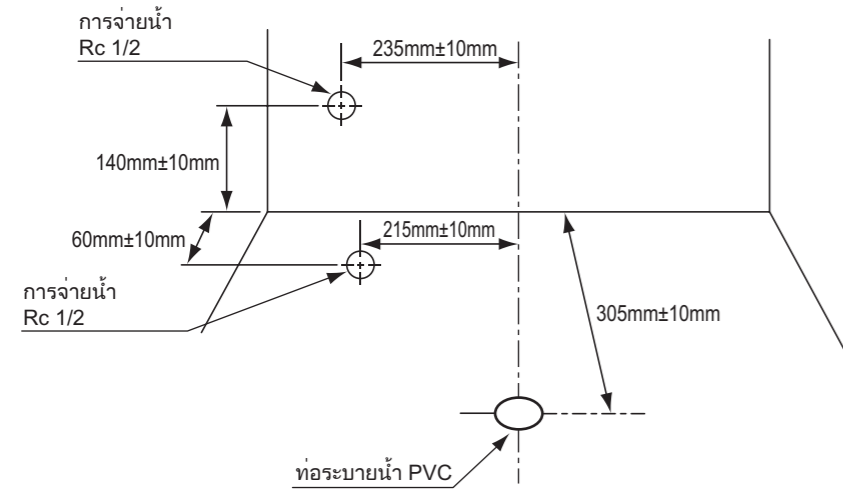 การจ่ายน้ำ
Rc 1/2
235mm±10mm
140mm±10mm
60mm±10mm
215mm±10mm
การจ่ายน้ำ
Rc 1/2
305mm±10mm
ท่อระบายน้ำ PVC